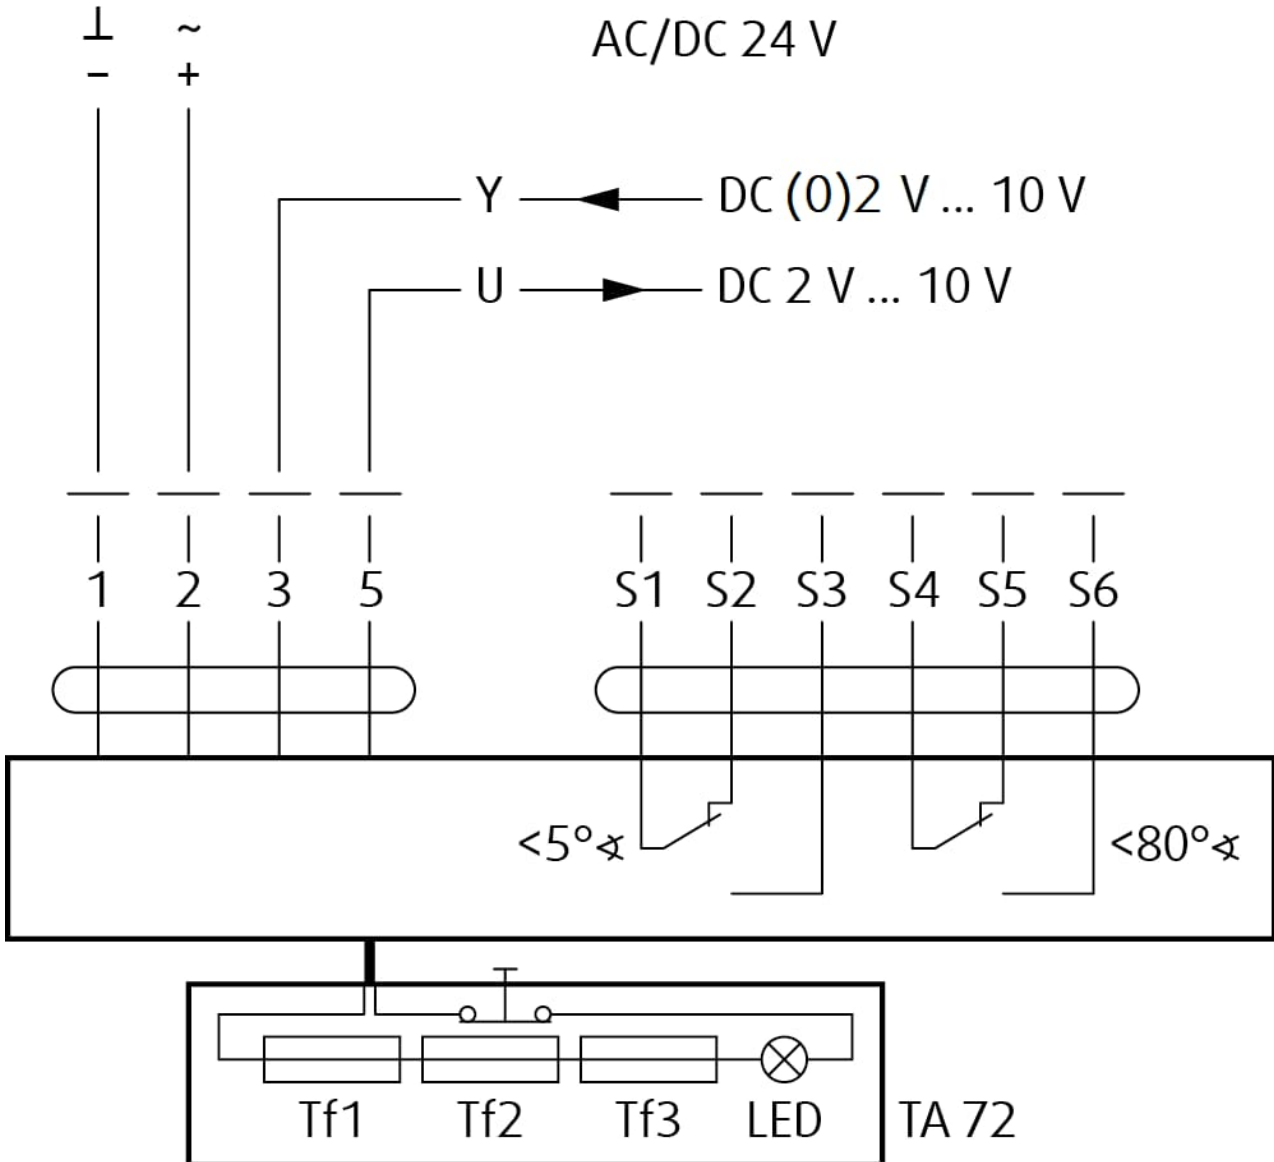 ⊥ ~ AC/DC 24 V
− +
Y DC (0)2 V ... 10 V
U DC 2 V ... 10 V
1 2 3 5 S1 S2 S3 S4 S5 S6
<5°∢ <80°∢
Tf1 Tf2 Tf3 LED TA 72